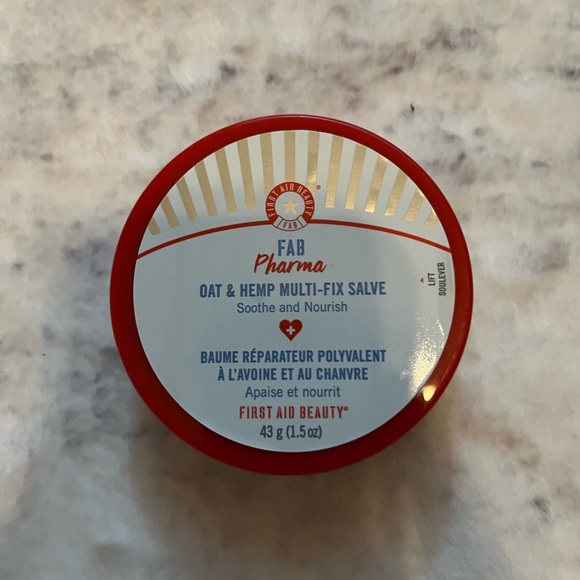 FIRST AID BEAUTY®
FAB
FAB
Pharma
OAT & HEMP MULTI-FIX SALVE
Soothe and Nourish
LIFT
SOULEVER
BAUME RÉPARATEUR POLYVALENT
À L'AVOINE ET AU CHANVRE
Apaise et nourrit
FIRST AID BEAUTY®
43 g (1.5 oz)